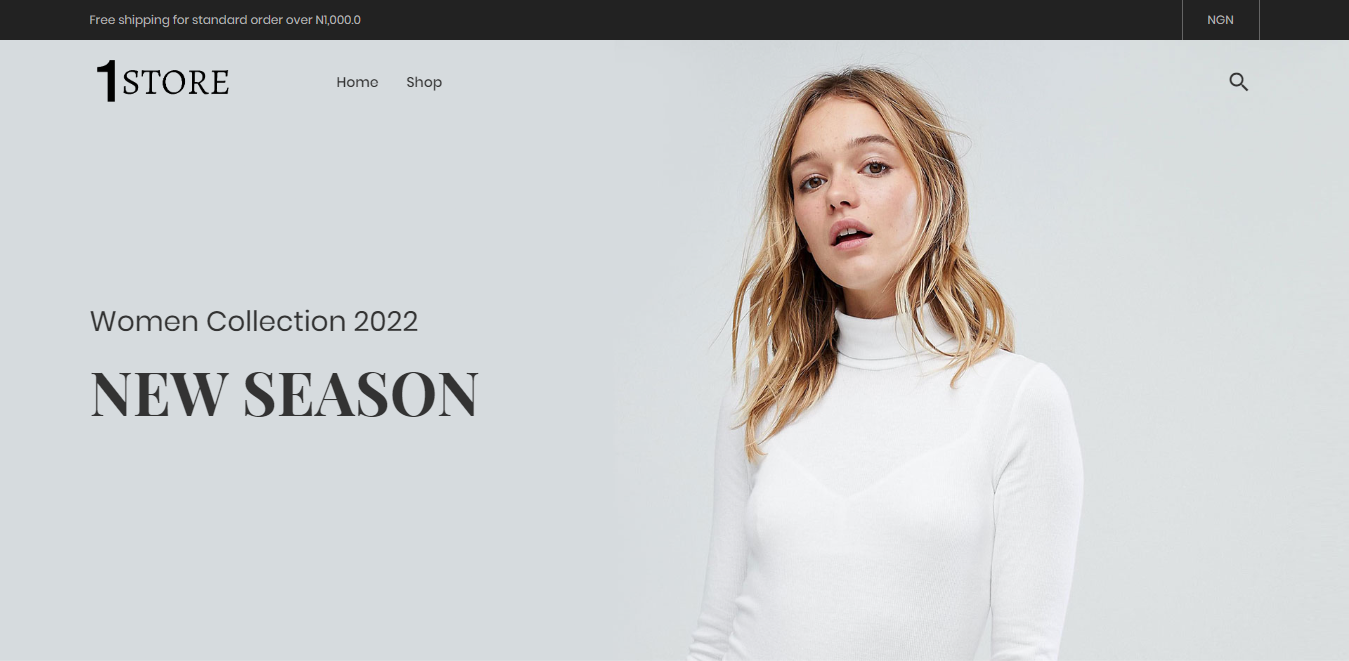 Free shipping for standard order over N1,000.0
NGN
1STORE
Home
Shop
Women Collection 2022
NEW SEASON